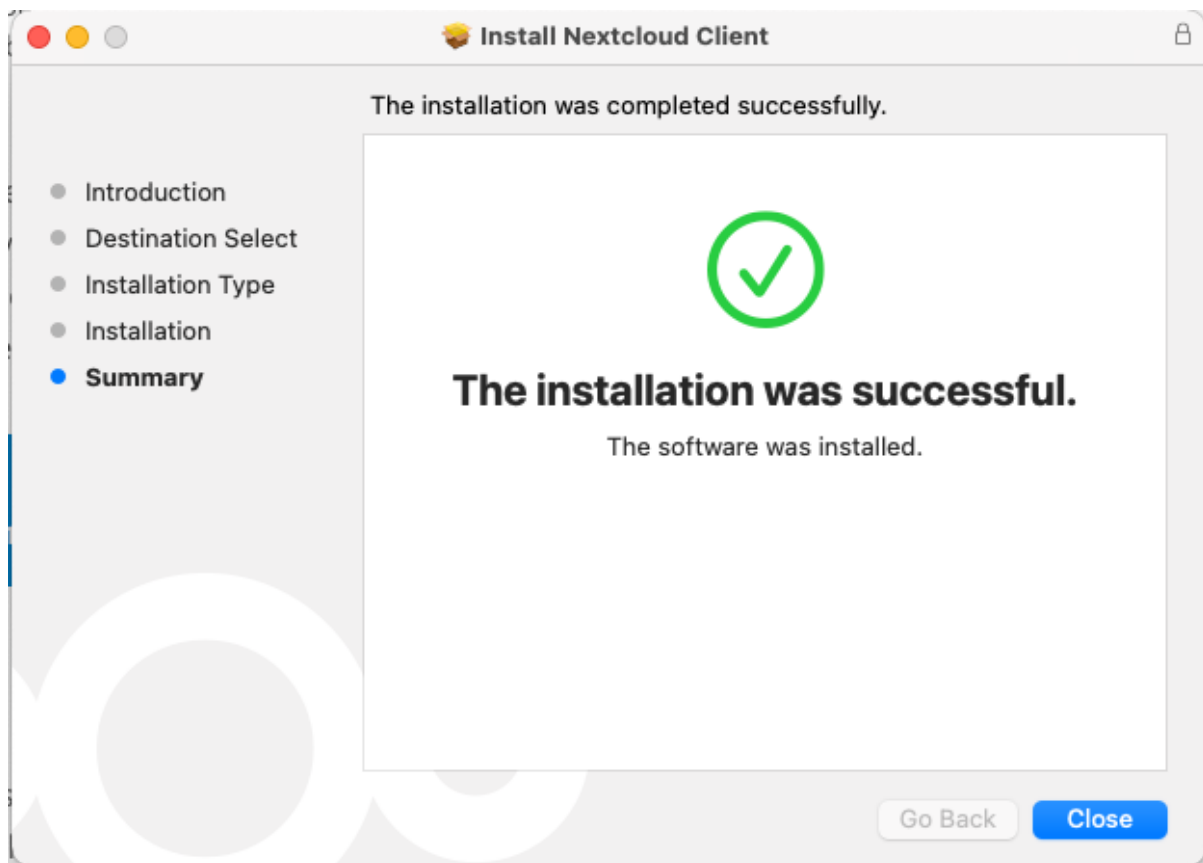 Install Nextcloud Client
The installation was completed successfully.
Introduction
Destination Select
Installation Type
Installation
Summary
The installation was successful.
The software was installed.
Go Back
Close